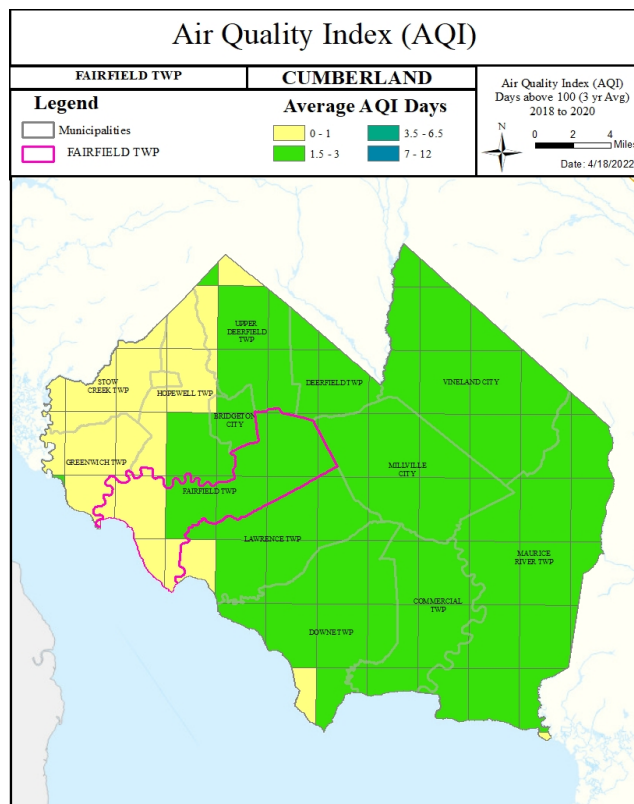 Air Quality Index (AQI)
FAIRFIELD TWP
CUMBERLAND
Legend
Municipalities
FAIRFIELD TWP
Average AQI Days
0 - 1
1.5 - 3
3.5 - 6.5
7 - 12
Air Quality Index (AQI)
Days above 100 (3 yr Avg)
2018 to 2020
N
0 2 4
Miles
Date: 4/18/2022
UPPER
DEERFIELD
TWP
STOW
CREEK TWP
HOPEWELL TWP
DEERFIELD TWP
VINELAND CITY
BRIDGETON
CITY
GREENWICH TWP
MILLVILLE
CITY
FAIRFIELD TWP
LAWRENCE TWP
MAURICE
RIVER TWP
COMMERCIAL
TWP
DOWNE TWP